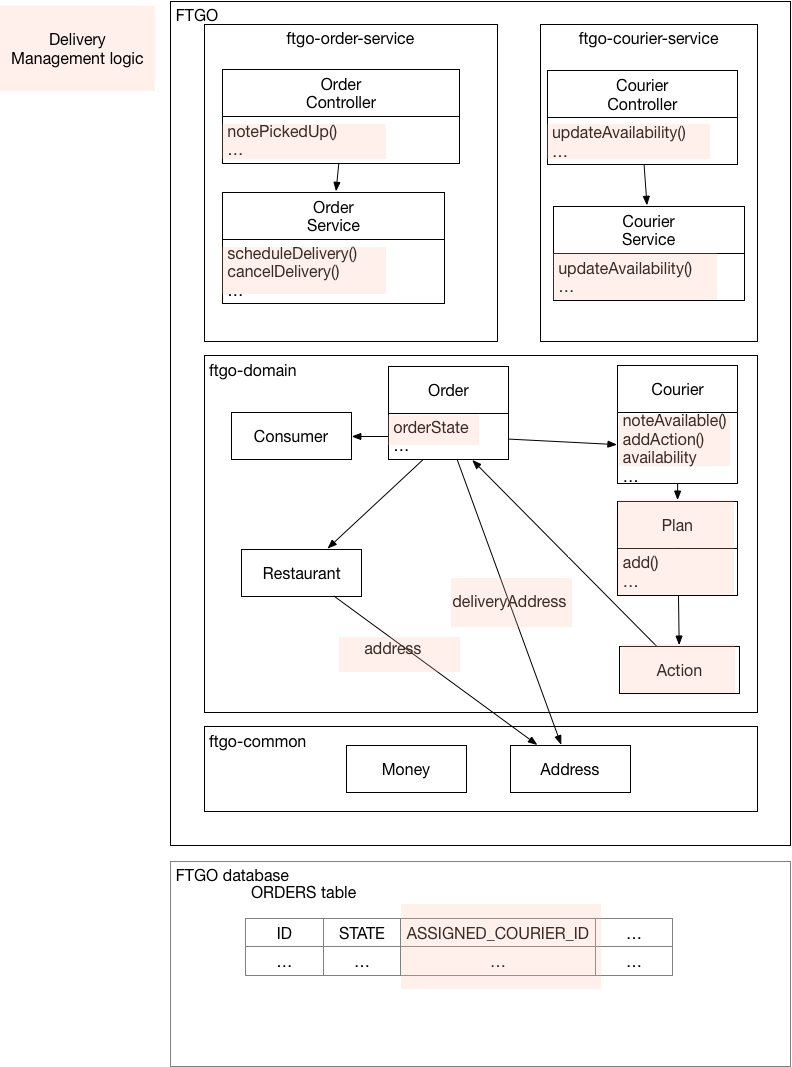 Delivery
Management logic
FTGO
ftgo-order-service
Order
Controller
notePickedUp()
...
Order
Service
scheduleDelivery()
cancelDelivery()
...
ftgo-courier-service
Courier
Controller
updateAvailability()
...
Courier
Service
updateAvailability()
...
ftgo-domain
Order
orderState
...
Consumer
Courier
noteAvailable()
addAction()
availability
...
Plan
add()
...
Restaurant
deliveryAddress
address
Action
ftgo-common
Money
Address
FTGO database
ORDERS table
ID STATE ASSIGNED_COURIER_ID ...
... ... ... ...